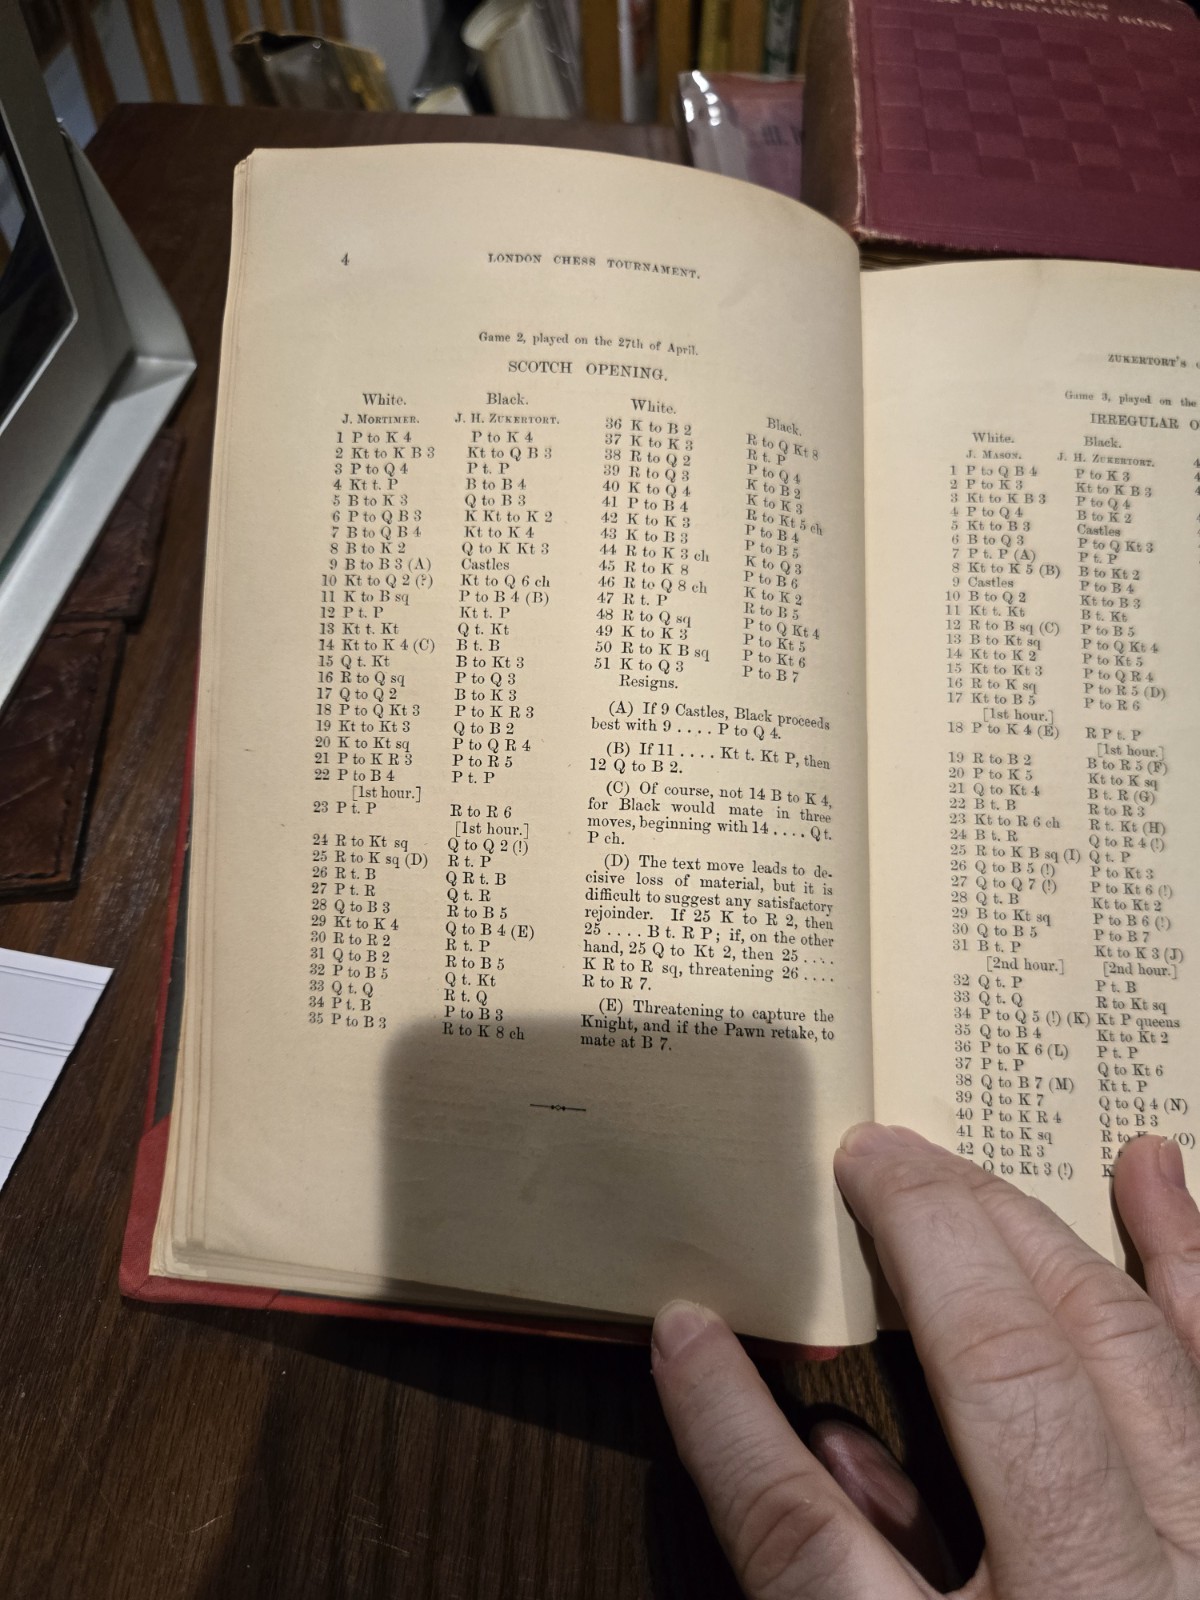 TOURNAMENT BOOK
4 LONDON CHESS TOURNAMENT.
Game 2, played on the 27th of April.
SCOTCH OPENING.
White. Black.
J. MORTIMER. J. H. ZUKERTORT.
1 P to K 4 P to K 4
2 Kt to K B 3 Kt to Q B 3
3 P to Q 4 P t. P
4 Kt t. P B to B 4
5 B to K 3 Q to B 3
6 P to Q B 3 K Kt to K 2
7 B to Q B 4 Kt to K 4
8 B to K 2 Q to K Kt 3
9 B to B 3 (A) Castles
10 Kt to Q 2 (?) Kt to Q 6 ch
11 K to B sq P to B 4 (B)
12 P t. P Kt t. P
13 Kt t. Kt Q t. Kt
14 Kt to K 4 (C) B t. B
15 Q t. Kt B to Kt 3
16 R to Q sq P to Q 3
17 Q to Q 2 B to K 3
18 P to Q Kt 3 P to K R 3
19 Kt to Kt 3 Q to B 2
20 K to Kt sq P to Q R 4
21 P to K R 3 P to R 5
22 P to B 4 P t. P
[1st hour.]
23 P t. P R to R 6
[1st hour.]
24 R to Kt sq Q to Q 2 (!)
25 R to K sq (D) R t. P
26 R t. B Q R t. B
27 P t. R Q t. R
28 Q to B 3 R to B 5
29 Kt to K 4 Q to B 4 (E)
30 R to R 2 R t. P
31 Q to B 2 R to B 5
32 P to B 5 Q t. Kt
33 Q t. Q R t. Q
34 P t. B P to B 3
35 P to B 3 R to K 8 ch
White. Black.
36 K to B 2 R to Q Kt 8
37 K to K 3 R t. P
38 R to Q 2 P to Q 4
39 R to Q 3 K to B 2
40 K to Q 4 K to K 3
41 P to B 4 R to Kt 5 ch
42 K to K 3 P to B 4
43 K to B 3 P to B 5
44 R to K 3 ch K to Q 3
45 R to K 8 P to B 6
46 R to Q 8 ch K to K 2
47 R t. P R to B 5
48 R to Q sq P to Q Kt 4
49 K to K 3 P to Kt 5
50 R to K B sq P to Kt 6
51 K to Q 3 P to B 7
Resigns.
(A) If 9 Castles, Black proceeds
best with 9 . . . . P to Q 4.
(B) If 11 . . . . Kt t. Kt P, then
12 Q to B 2.
(C) Of course, not 14 B to K 4,
for Black would mate in three
moves, beginning with 14 . . . . Q t.
P ch.
(D) The text move leads to de-
cisive loss of material, but it is
difficult to suggest any satisfactory
rejoinder. If 25 K to R 2, then
25 . . . . B t. R P; if, on the other
hand, 25 Q to Kt 2, then 25 . . . .
K R to R sq, threatening 26 . . . .
R to R 7.
(E) Threatening to capture the
Knight, and if the Pawn retake, to
mate at B 7.
ZUKERTORT'S
Game 3, played on the
IRREGULAR
White. Black.
J. MASON. J. H. ZUKERTORT.
1 P to Q B 4 P to K 3
2 P to K 3 Kt to K B 3
3 Kt to K B 3 P to Q 4
4 P to Q 4 B to K 2
5 Kt to B 3 Castles
6 B to Q 3 P to Q Kt 3
7 P t. P (A) P t. P
8 Kt to K 5 (B) B to Kt 2
9 Castles P to B 4
10 B to Q 2 Kt to B 3
11 Kt t. Kt B t. Kt
12 R to B sq (C) P to B 5
13 B to Kt sq P to Q Kt 4
14 Kt to K 2 P to Kt 5
15 Kt to Kt 3 P to Q R 4
16 R to K sq P to R 5 (D)
17 Kt to B 5 P to R 6
[1st hour.]
18 P to K 4 (E) R P t. P
[1st hour.]
19 R to B 2 B to R 5 (F)
20 P to K 5 Kt to K sq
21 Q to Kt 4 B t. R (G)
22 B t. B R to R 3
23 Kt to R 6 ch R t. Kt (H)
24 B t. R Q to R 4 (!)
25 R to K B sq (I) Q t. P
26 Q to B 5 (!) P to Kt 3
27 Q to Q 7 (!) P to Kt 6 (!)
28 Q t. B Kt to Kt 2
29 B to Kt sq P to B 6 (!)
30 Q to B 5 P to B 7
31 B t. P Kt to K 3 (J)
[2nd hour.] [2nd hour.]
32 Q t. P P t. B
33 Q t. Q R to Kt sq
34 P to Q 5 (!) (K) Kt P queens
35 Q to B 4 Kt to Kt 2
36 P to K 6 (L) P t. P
37 P t. P Q to Kt 6
38 Q to B 7 (M) Kt t. P
39 Q to K 7 Q to Q 4 (N)
40 P to K R 4 Q to B 3
41 R to K sq R to (O)
42 Q to R 3 R
Q to Kt 3 (!) K